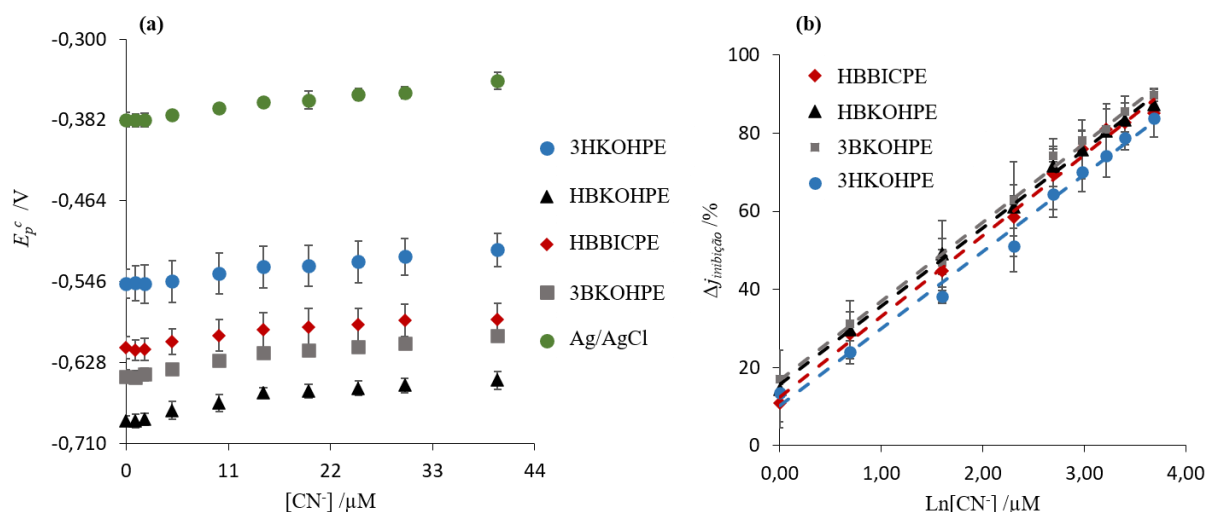 (a)
-0,300
-0,382
-0,464
-0,546
-0,628
-0,710
E_p^c /V
0
11
22
33
44
[CN⁻] /µM
3HKOHPE
HBKOHPE
HBBICPE
3BKOHPE
Ag/AgCl
(b)
100
80
60
40
20
0
Δj_inibição /%
0,00
1,00
2,00
3,00
4,00
Ln[CN⁻] /µM
HBBICPE
HBKOHPE
3BKOHPE
3HKOHPE